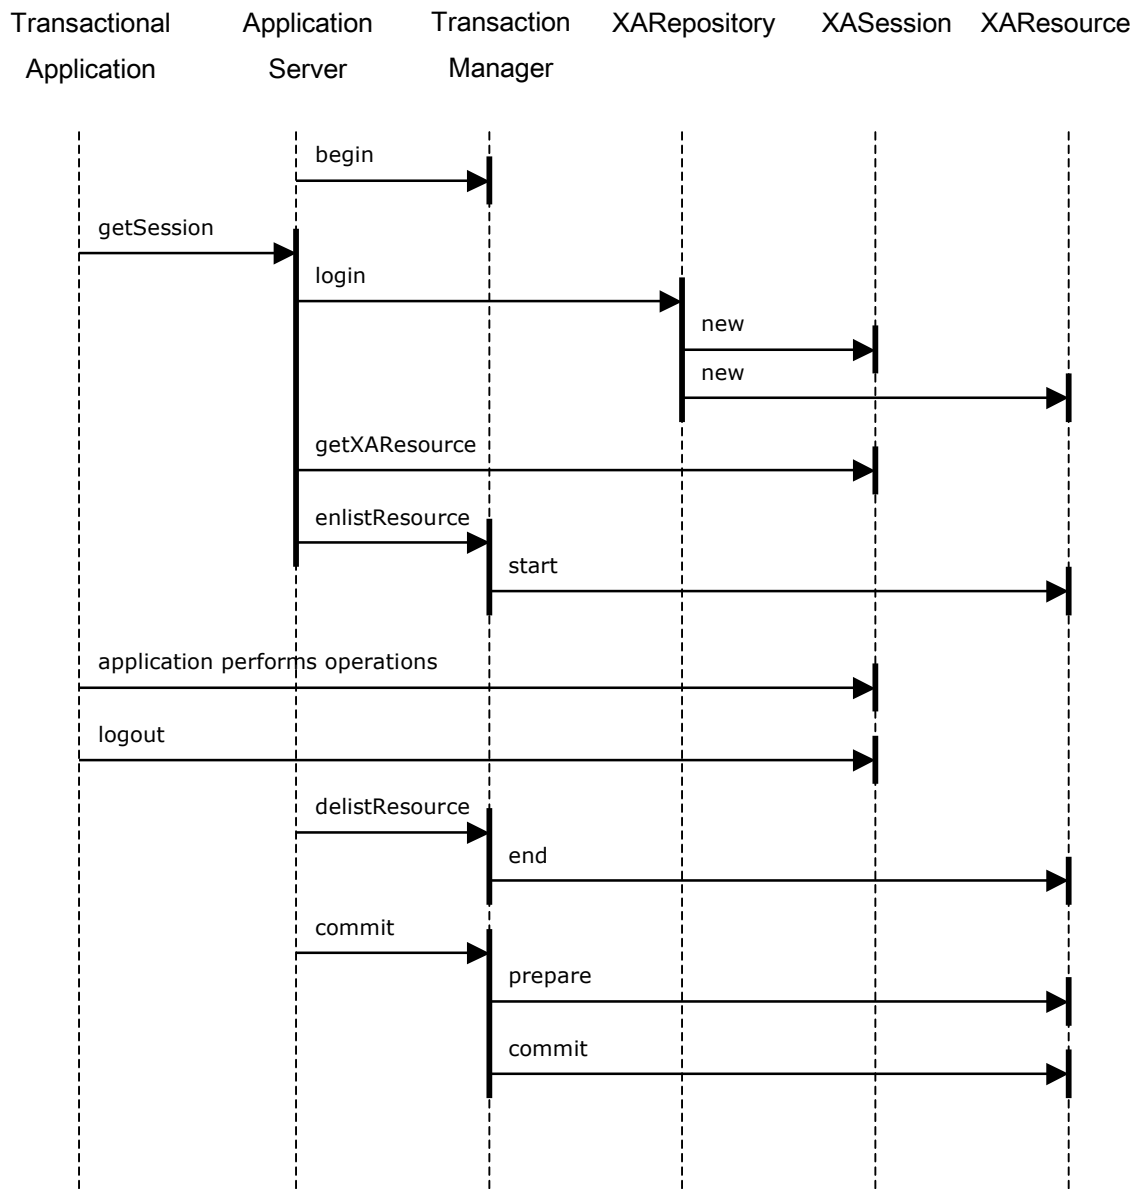 Transactional Application Transaction XARepository XASession XAResource
Application Server Manager
begin
getSession
login
new
new
getXAResource
enlistResource
start
application performs operations
logout
delistResource
end
commit
prepare
commit